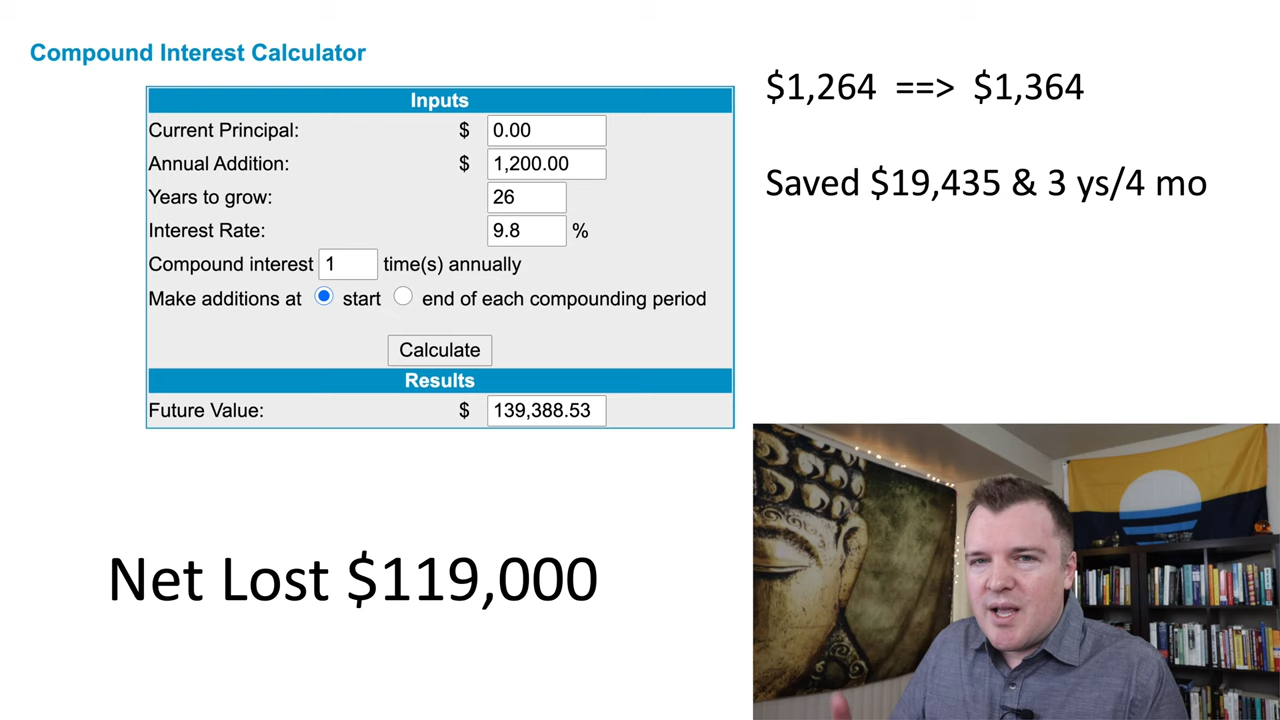 Compound Interest Calculator
Inputs
Current Principal: $ 0.00
Annual Addition: $ 1,200.00
Years to grow: 26
Interest Rate: 9.8 %
Compound interest 1 time(s) annually
Make additions at start end of each compounding period
Calculate
Results
Future Value: $ 139,388.53
$1,264 ==> $1,364
Saved $19,435 & 3 ys/4 mo
Net Lost $119,000